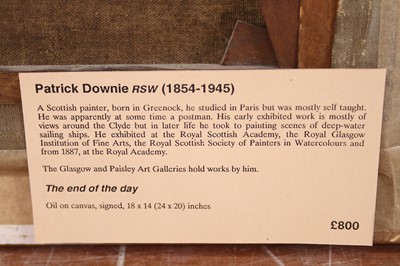 Patrick Downie RSW (1854-1945)
A Scottish painter, born in Greenock, he studied in Paris but was mostly self taught.
He was apparently at some time a postman. His early exhibited work is mostly of
views around the Clyde but in later life he took to painting scenes of deep-water
sailing ships. He exhibited at the Royal Scottish Academy, the Royal Glasgow
Institution of Fine Arts, the Royal Scottish Society of Painters in Watercolours and
from 1887, at the Royal Academy.
The Glasgow and Paisley Art Galleries hold works by him.
The end of the day
Oil on canvas, signed, 18 x 14 (24 x 20) inches
£800